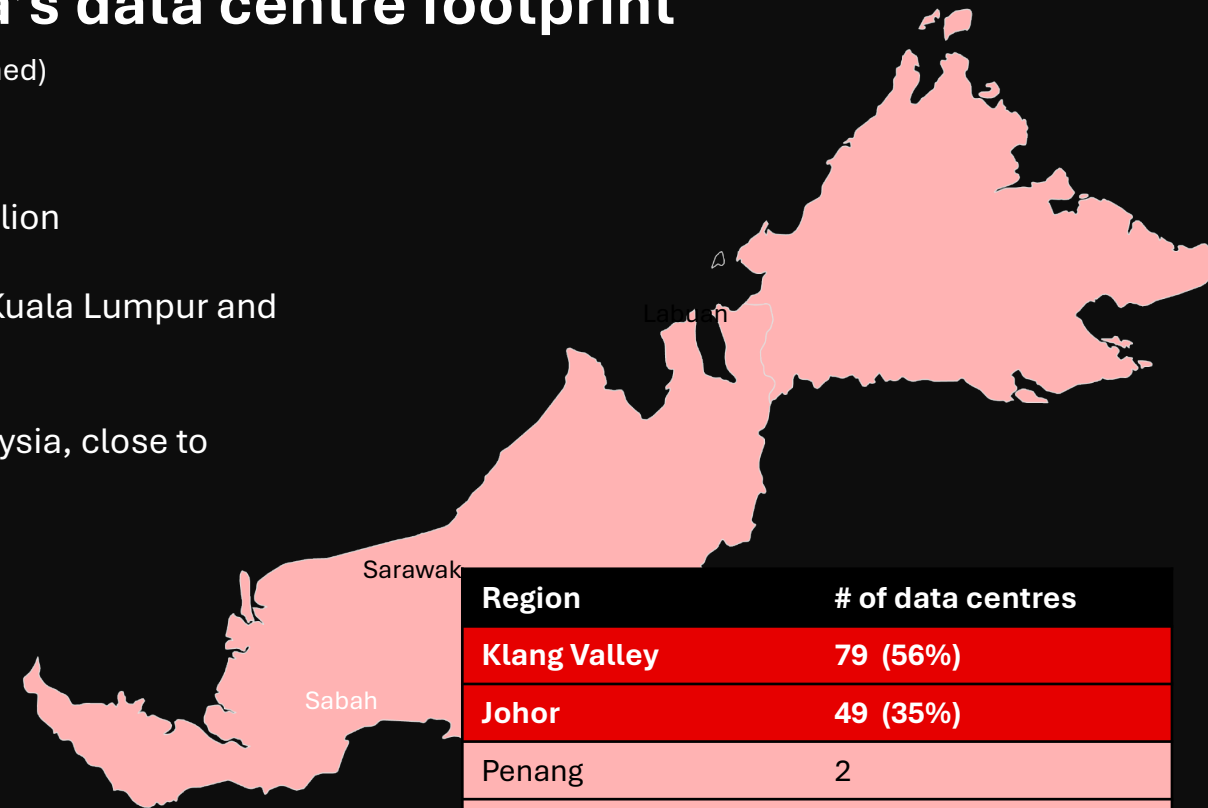 a's data centre footprint
ned)
lion
Kuala Lumpur and
ysia, close to
Labuan
Sarawak
Sabah
Region # of data centres
Klang Valley 79 (56%)
Johor 49 (35%)
Penang 2